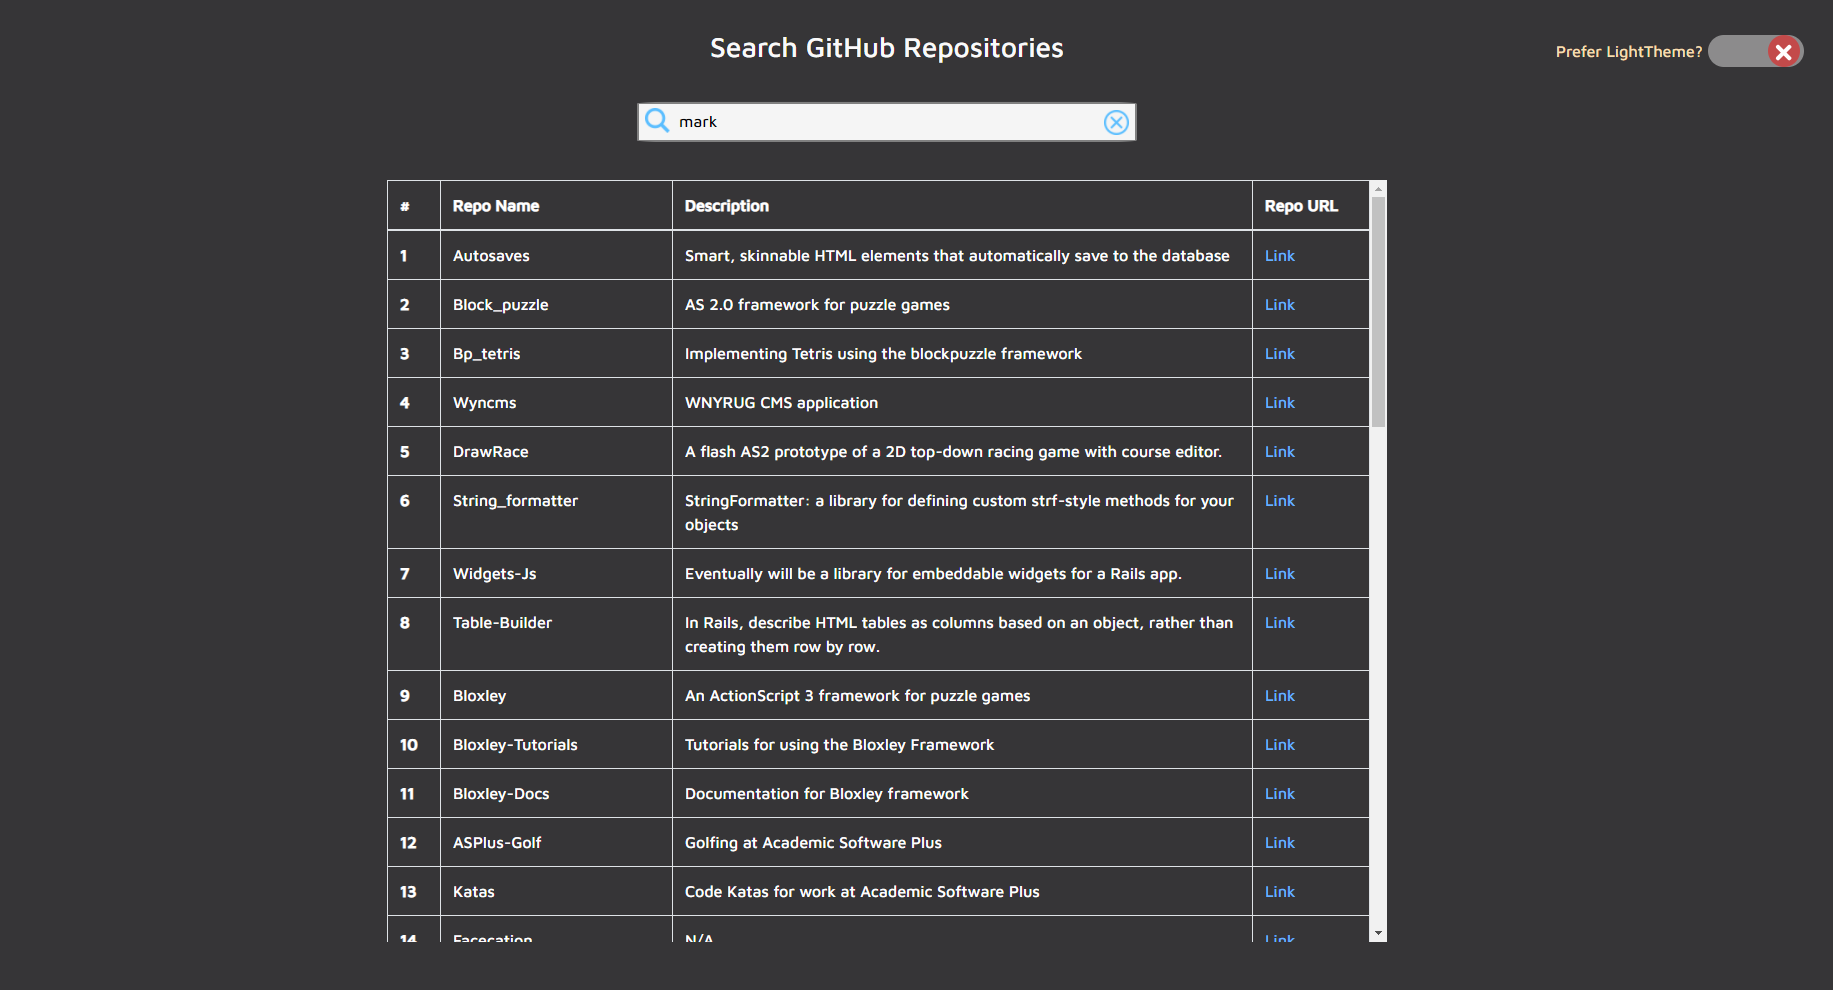 Search GitHub Repositories
Prefer LightTheme?
mark
# Repo Name Description Repo URL
1 Autosaves Smart, skinnable HTML elements that automatically save to the database Link
2 Block_puzzle AS 2.0 framework for puzzle games Link
3 Bp_tetris Implementing Tetris using the blockpuzzle framework Link
4 Wyncms WNYRUG CMS application Link
5 DrawRace A flash AS2 prototype of a 2D top-down racing game with course editor. Link
6 String_formatter StringFormatter: a library for defining custom strf-style methods for your Link
objects
7 Widgets-Js Eventually will be a library for embeddable widgets for a Rails app. Link
8 Table-Builder In Rails, describe HTML tables as columns based on an object, rather than Link
creating them row by row.
9 Bloxley An ActionScript 3 framework for puzzle games Link
10 Bloxley-Tutorials Tutorials for using the Bloxley Framework Link
11 Bloxley-Docs Documentation for Bloxley framework Link
12 ASPlus-Golf Golfing at Academic Software Plus Link
13 Katas Code Katas for work at Academic Software Plus Link
14 Facecation N/A Link